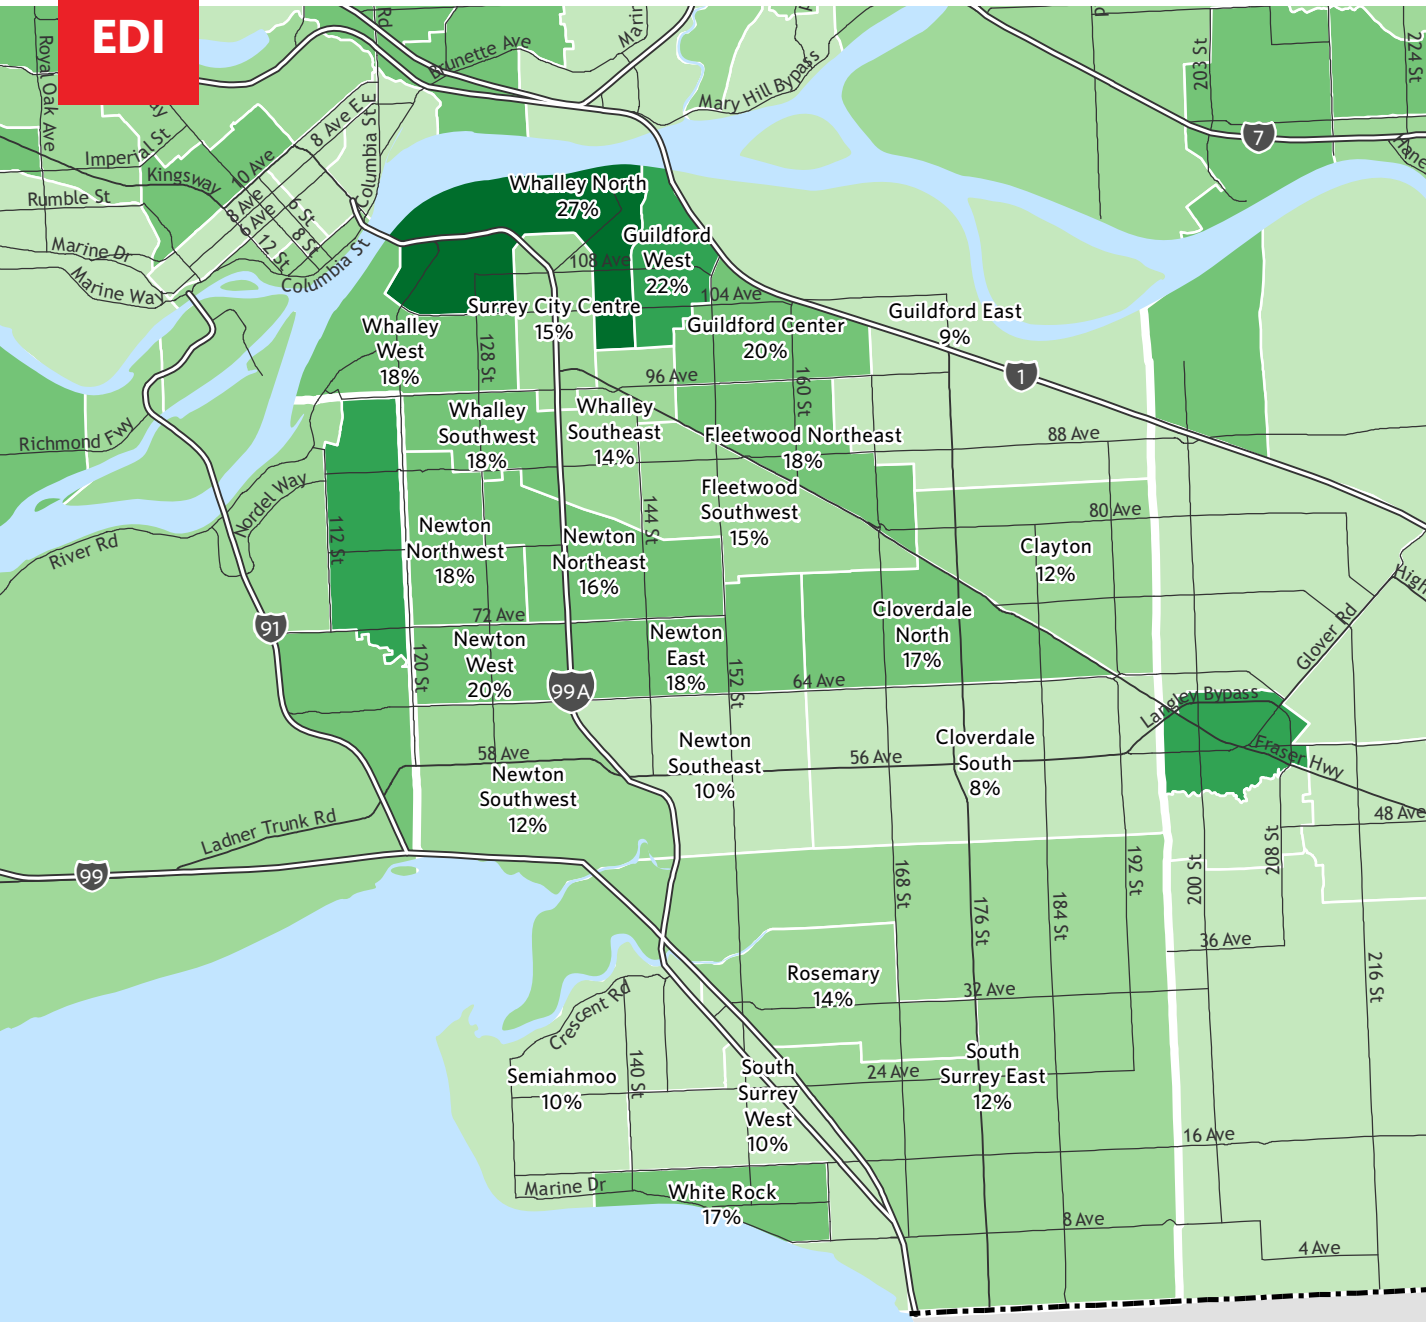 EDI
Royal Oak Ave
Rd
Brunette Ave
Mary Hill Bypass
203 St
224 St
7
Imperial St
Kingsway
Rumble St
Marine Dr
Marine Way
10 Ave
8 Ave E
8 Ave
6 Ave
6 St
8 St
12 St
Columbia St E
Columbia St
Whalley North
27%
Guildford
West
22%
108 Ave
104 Ave
Surrey City Centre
15%
Guildford Center
20%
Guildford East
9%
Whalley
West
18%
128 St
96 Ave
160 St
1
Richmond Fwy
Whalley
Southwest
18%
Whalley
Southeast
14%
Fleetwood Northeast
18%
88 Ave
Nordel Way
Fleetwood
Southwest
15%
80 Ave
River Rd
112 St
Newton
Northwest
18%
144 St
Newton
Northeast
16%
Clayton
12%
91
72 Ave
Newton
West
20%
120 St
99A
Newton
East
18%
152 St
Cloverdale
North
17%
64 Ave
Glover Rd
Langley Bypass
Fraser Hwy
58 Ave
Newton
Southwest
12%
Newton
Southeast
10%
56 Ave
Cloverdale
South
8%
48 Ave
Ladner Trunk Rd
99
168 St
176 St
184 St
192 St
200 St
208 St
216 St
36 Ave
Rosemary
14%
32 Ave
Crescent Rd
Semiahmoo
10%
140 St
South
Surrey
West
10%
24 Ave
South
Surrey East
12%
16 Ave
Marine Dr
White Rock
17%
8 Ave
4 Ave